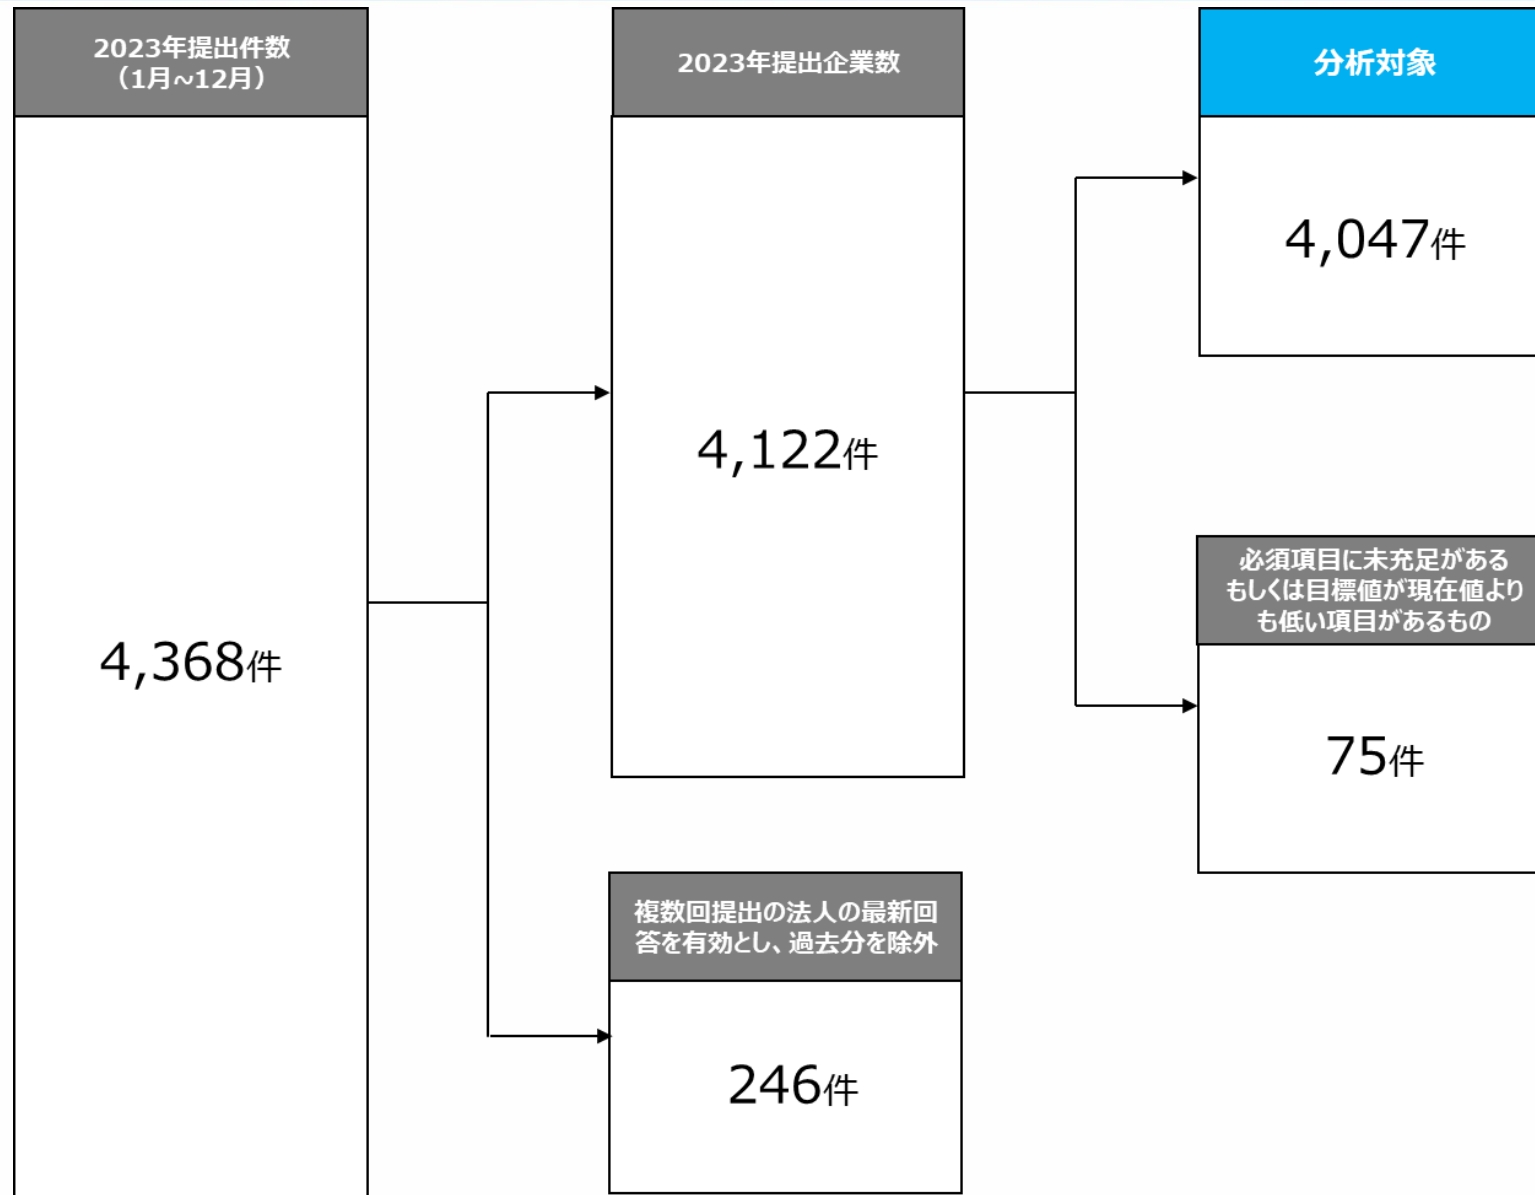 2023年提出件数
（1月~12月）
4,368件
2023年提出企業数
4,122件
複数回提出の法人の最新回
答を有効とし、過去分を除外
246件
分析対象
4,047件
必須項目に未充足がある
もしくは目標値が現在値より
も低い項目があるもの
75件